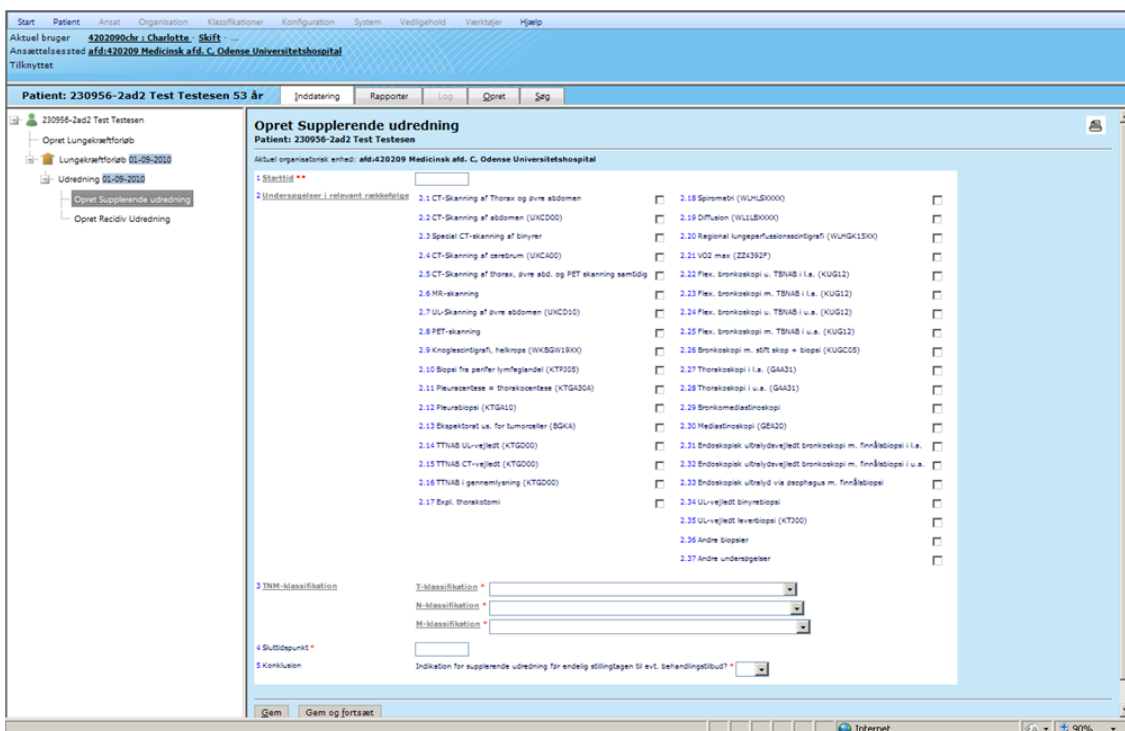 Start Patient Ansat Organisation Klassifikationer Konfiguration System Vedligehold Værktøjer Hjælp
Aktuel bruger 4202090chr : Charlotte - Skift - ...
Ansættelsessted afd:420209 Medicinsk afd. C, Odense Universitetshospital
Tilknyttet
Patient: 230956-2ad2 Test Testesen 53 år Inddatering Rapporter Log Opret Søg
230956-2ad2 Test Testesen
Opret Lungekræftforløb
Lungekræftforløb 01-09-2010
Udredning 01-09-2010
Opret Supplerende udredning
Opret Recidiv Udredning
Opret Supplerende udredning
Patient: 230956-2ad2 Test Testesen
Aktuel organisatorisk enhed: afd:420209 Medicinsk afd. C, Odense Universitetshospital
1 Starttid **
2 Undersøgelser i relevant rækkefølge
2.1 CT-Skanning af Thorax og øvre abdomen
2.2 CT-Skanning af abdomen (UXCD00)
2.3 Special CT-skanning af binyrer
2.4 CT-Skanning af cerebrum (UXCA00)
2.5 CT-Skanning af thorax, øvre abd. og PET skanning samtidig
2.6 MR-skanning
2.7 UL-Skanning af øvre abdomen (UXCD10)
2.8 PET-skanning
2.9 Knoglescintigrafi, helkrops (WKBGW19XX)
2.10 Biopsi fra perifer lymfeglandel (KTPJ05)
2.11 Pleuracentese = thorakocentese (KTGA30A)
2.12 Pleurabiopsi (KTGA10)
2.13 Ekspektorat us. for tumorceller (BGKA)
2.14 TTNAB UL-vejledt (KTGD00)
2.15 TTNAB CT-vejledt (KTGD00)
2.16 TTNAB i gennemlysning (KTGD00)
2.17 Expl. thorakotomi
2.18 Spirometri (WLHLSXXXX)
2.19 Diffusion (WL1LBXXXX)
2.20 Regional lungeperfussionsscintigrafi (WLHGK15XX)
2.21 VO2 max (ZZ4392F)
2.22 Flex. bronkoskopi u. TBNAB i l.a. (KUG12)
2.23 Flex. bronkoskopi m. TBNAB i l.a. (KUG12)
2.24 Flex. bronkoskopi u. TBNAB i u.a. (KUG12)
2.25 Flex. bronkoskopi m. TBNAB i u.a. (KUG12)
2.26 Bronkoskopi m. stift skop + biopsi (KUGC05)
2.27 Thorakoskopi i l.a. (GAA31)
2.28 Thorakoskopi i u.a. (GAA31)
2.29 Bronkomediastinoskopi
2.30 Mediastinoskopi (GEA20)
2.31 Endoskopisk ultralydsvejledt bronkoskopi m. finnålsbiopsi i l.a.
2.32 Endoskopisk ultralydsvejledt bronkoskopi m. finnålsbiopsi i u.a.
2.33 Endoskopisk ultralyd via øsophagus m. finnålsbiopsi
2.34 UL-vejledt binyrebiopsi
2.35 UL-vejledt leverbiopsi (KTJ00)
2.36 Andre biopsier
2.37 Andre undersøgelser
3 TNM-klassifikation
T-klassifikation *
N-klassifikation *
M-klassifikation *
4 Sluttidspunkt *
5 Konklusion Indikation for supplerende udredning før endelig stillingtagen til evt. behandlingstilbud? *
Gem Gem og fortsæt
Internet 90%